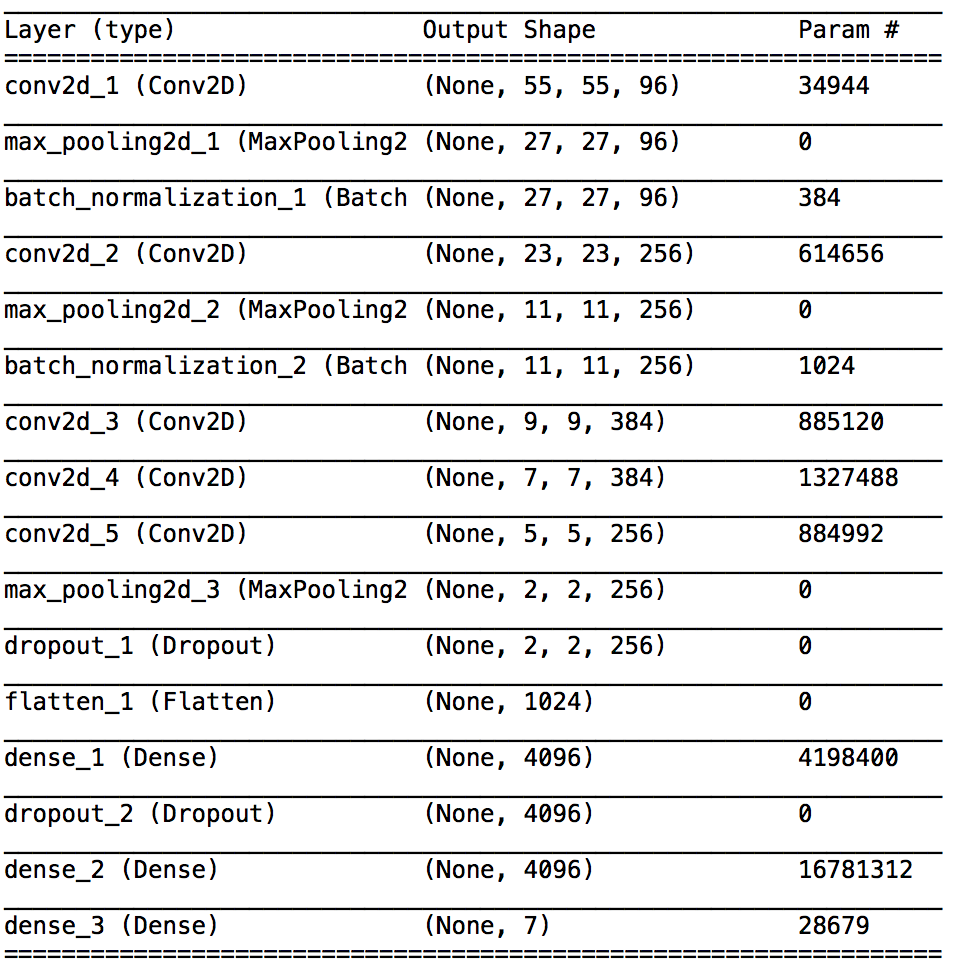 Layer (type) Output Shape Param #
=================================================================
conv2d_1 (Conv2D) (None, 55, 55, 96) 34944
max_pooling2d_1 (MaxPooling2 (None, 27, 27, 96) 0
batch_normalization_1 (Batch (None, 27, 27, 96) 384
conv2d_2 (Conv2D) (None, 23, 23, 256) 614656
max_pooling2d_2 (MaxPooling2 (None, 11, 11, 256) 0
batch_normalization_2 (Batch (None, 11, 11, 256) 1024
conv2d_3 (Conv2D) (None, 9, 9, 384) 885120
conv2d_4 (Conv2D) (None, 7, 7, 384) 1327488
conv2d_5 (Conv2D) (None, 5, 5, 256) 884992
max_pooling2d_3 (MaxPooling2 (None, 2, 2, 256) 0
dropout_1 (Dropout) (None, 2, 2, 256) 0
flatten_1 (Flatten) (None, 1024) 0
dense_1 (Dense) (None, 4096) 4198400
dropout_2 (Dropout) (None, 4096) 0
dense_2 (Dense) (None, 4096) 16781312
dense_3 (Dense) (None, 7) 28679
=================================================================